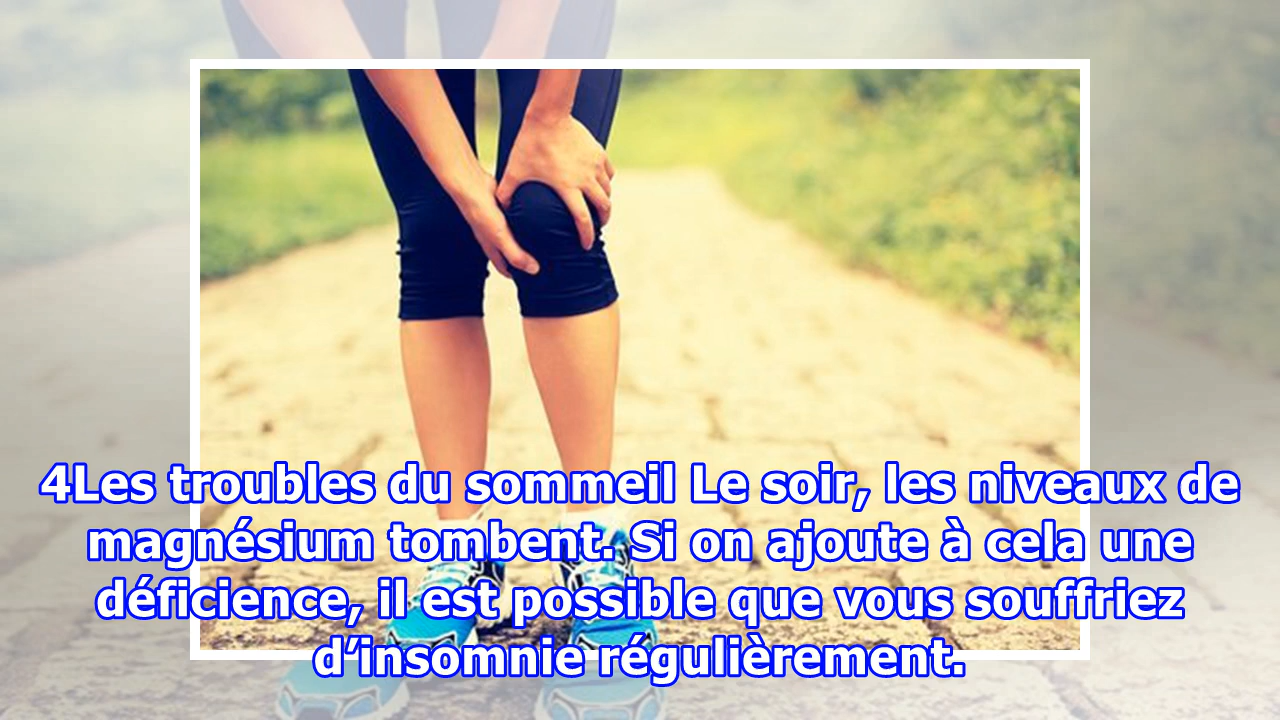 4Les troubles du sommeil Le soir, les niveaux de
magnésium tombent. Si on ajoute à cela une
déficience, il est possible que vous souffriez
d’insomnie régulièrement.